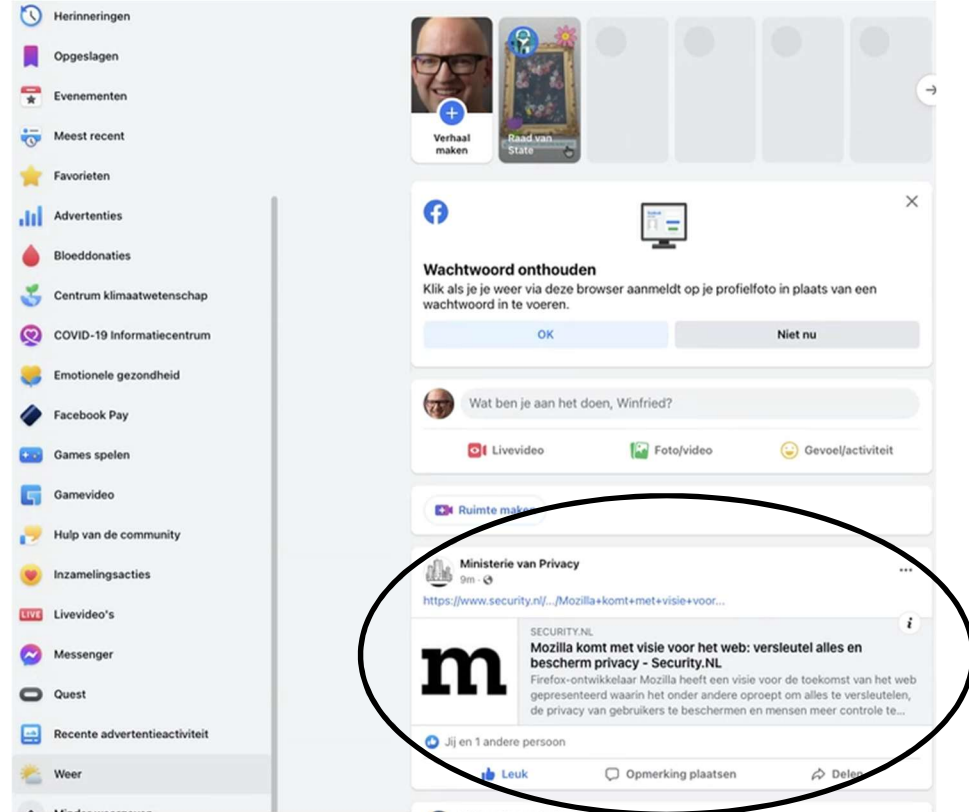 Herinneringen
Opgeslagen
Evenementen
Meest recent
Favorieten
Advertenties
Bloeddonaties
Centrum klimaatwetenschap
COVID-19 Informatiecentrum
Emotionele gezondheid
Facebook Pay
Games spelen
Gamevideo
Hulp van de community
Inzamelingsacties
LIVE Livevideo's
Messenger
Quest
Recente advertentieactiviteit
Weer
Verhaal
maken
Raad van
State
Wachtwoord onthouden
Klik als je je weer via deze browser aanmeldt op je profielfoto in plaats van een
wachtwoord in te voeren.
OK
Niet nu
Wat ben je aan het doen, Winfried?
Livevideo
Foto/video
Gevoel/activiteit
Ruimte maken
Ministerie van Privacy
9m ·
https://www.security.nl/.../Mozilla+komt+met+visie+voor...
i
SECURITY.NL
m
Mozilla komt met visie voor het web: versleutel alles en
bescherm privacy - Security.NL
Firefox-ontwikkelaar Mozilla heeft een visie voor de toekomst van het web
gepresenteerd waarin het onder andere oproept om alles te versleutelen,
de privacy van gebruikers te beschermen en mensen meer controle te...
Jij en 1 andere persoon
Leuk
Opmerking plaatsen
Delen